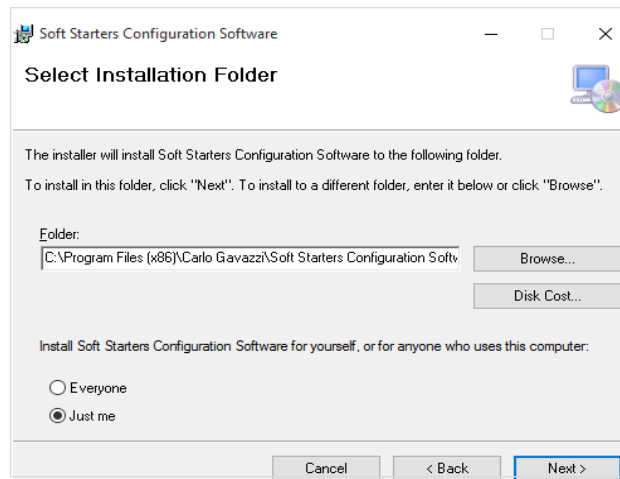 Soft Starters Configuration Software
Select Installation Folder
The installer will install Soft Starters Configuration Software to the following folder.
To install in this folder, click "Next". To install to a different folder, enter it below or click "Browse".
Folder:
C:\Program Files (x86)\Carlo Gavazzi\Soft Starters Configuration Softw
Browse...
Disk Cost...
Install Soft Starters Configuration Software for yourself, or for anyone who uses this computer:
Everyone
Just me
Cancel
< Back
Next >